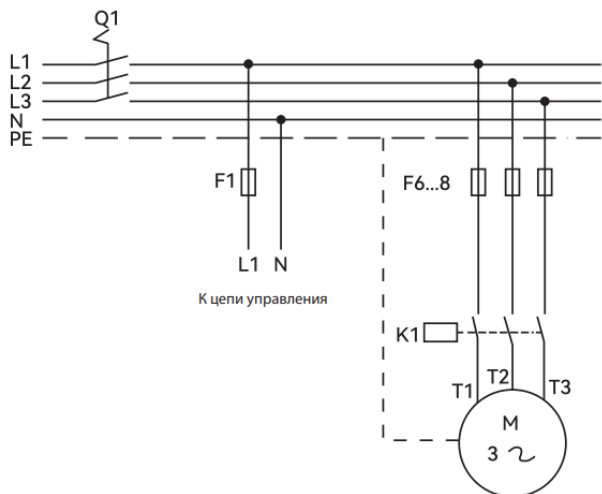 Q1
L1
L2
L3
N
PE
F1
F6...8
L1 N
К цепи управления
K1
T1 T2 T3
M
3